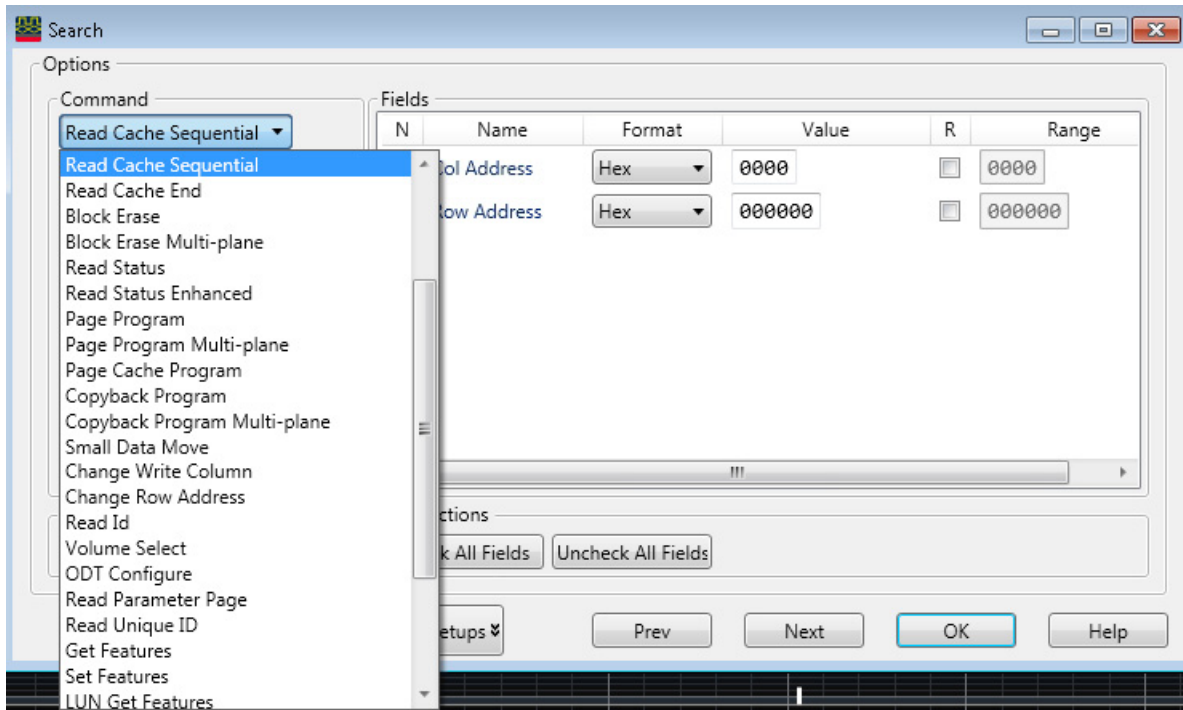 Search
Options
Command
Fields
Read Cache Sequential
N Name Format Value R Range
Col Address Hex 0000 0000
Row Address Hex 000000 000000
Read Cache Sequential
Read Cache End
Block Erase
Block Erase Multi-plane
Read Status
Read Status Enhanced
Page Program
Page Program Multi-plane
Page Cache Program
Copyback Program
Copyback Program Multi-plane
Small Data Move
Change Write Column
Change Row Address
Read Id
Volume Select
ODT Configure
Read Parameter Page
Read Unique ID
Get Features
Set Features
LUN Get Features
ctions
k All Fields Uncheck All Fields
etups Prev Next OK Help